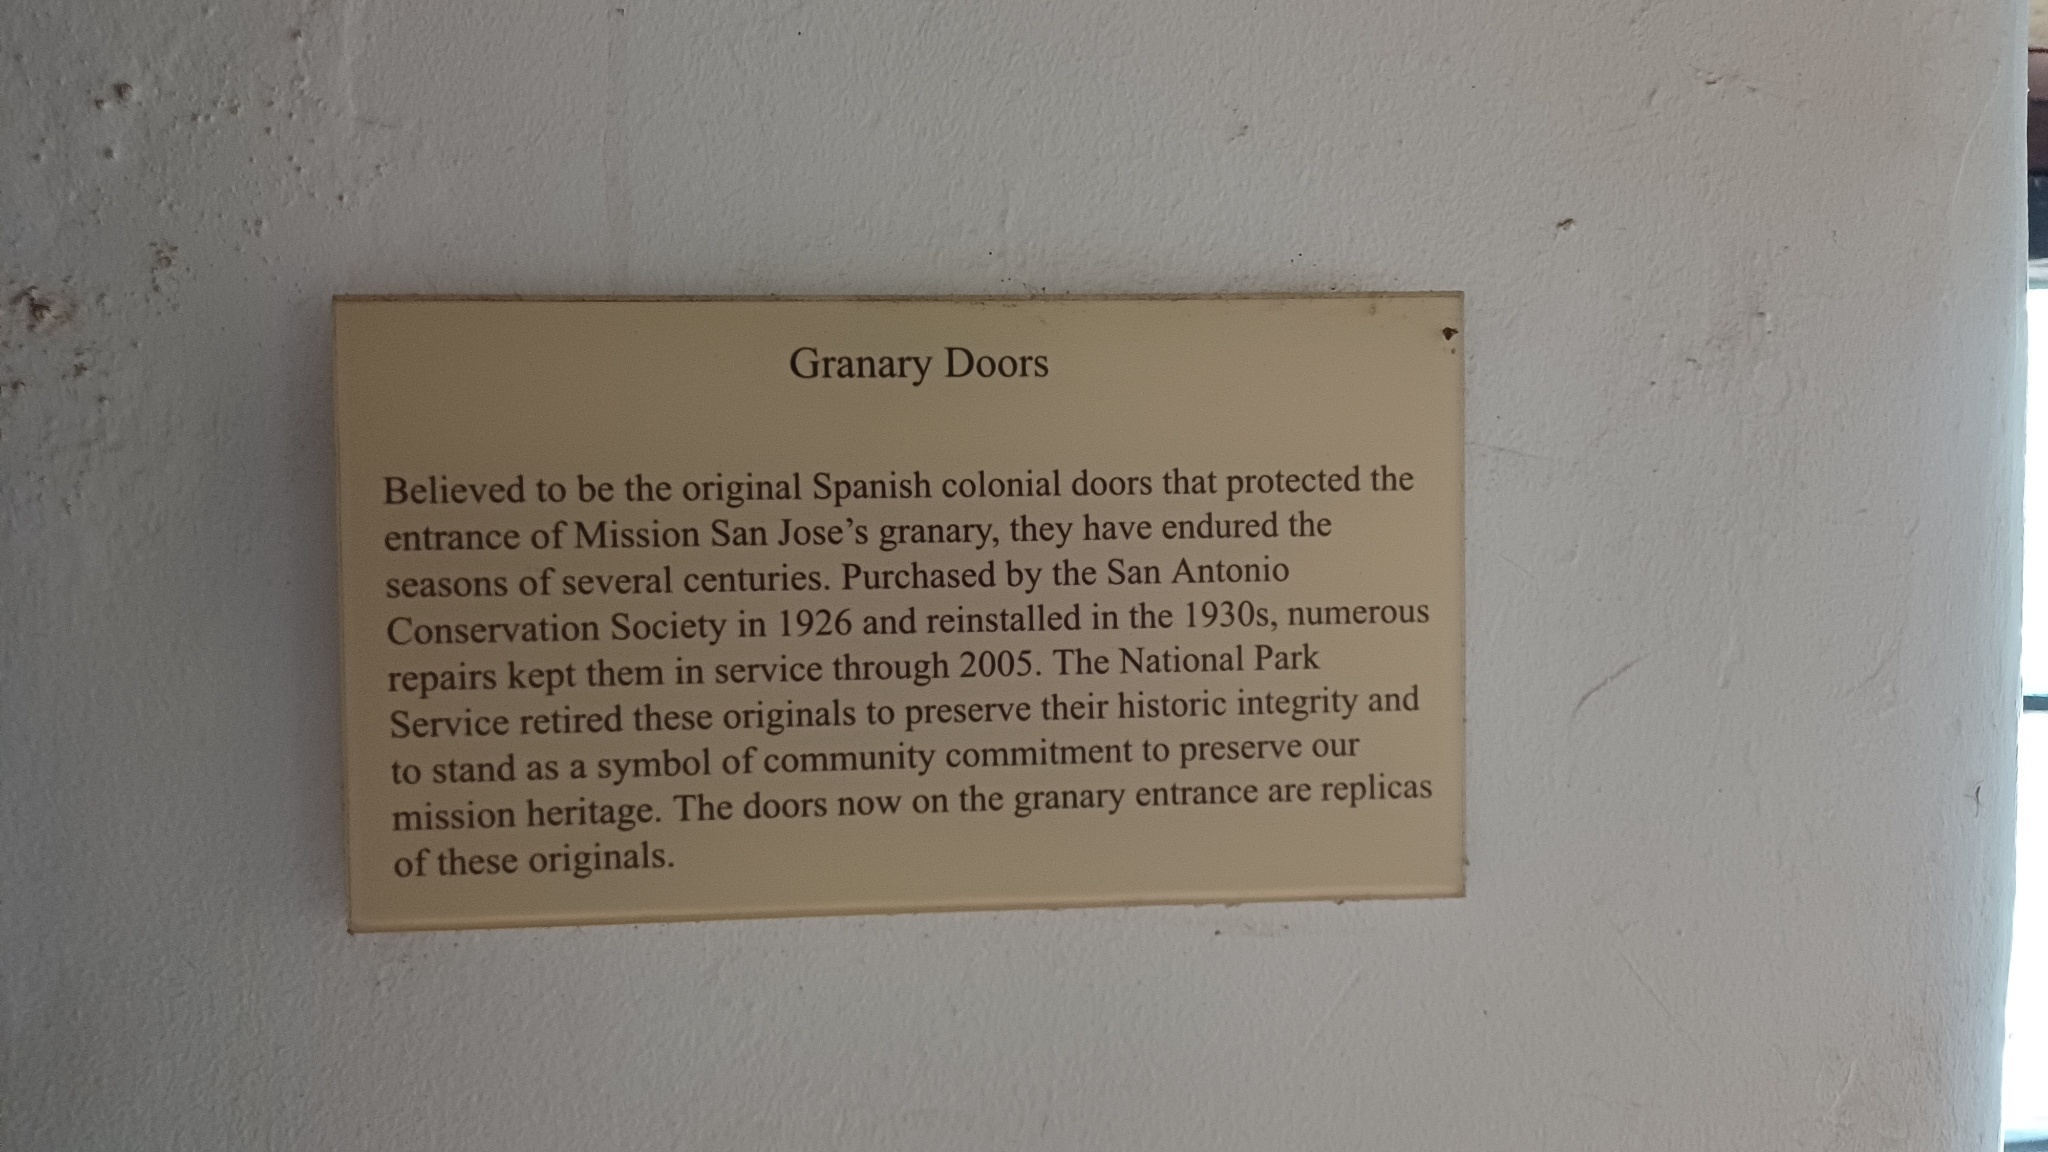 Granary Doors
Believed to be the original Spanish colonial doors that protected the
entrance of Mission San Jose’s granary, they have endured the
seasons of several centuries. Purchased by the San Antonio
Conservation Society in 1926 and reinstalled in the 1930s, numerous
repairs kept them in service through 2005. The National Park
Service retired these originals to preserve their historic integrity and
to stand as a symbol of community commitment to preserve our
mission heritage. The doors now on the granary entrance are replicas
of these originals.